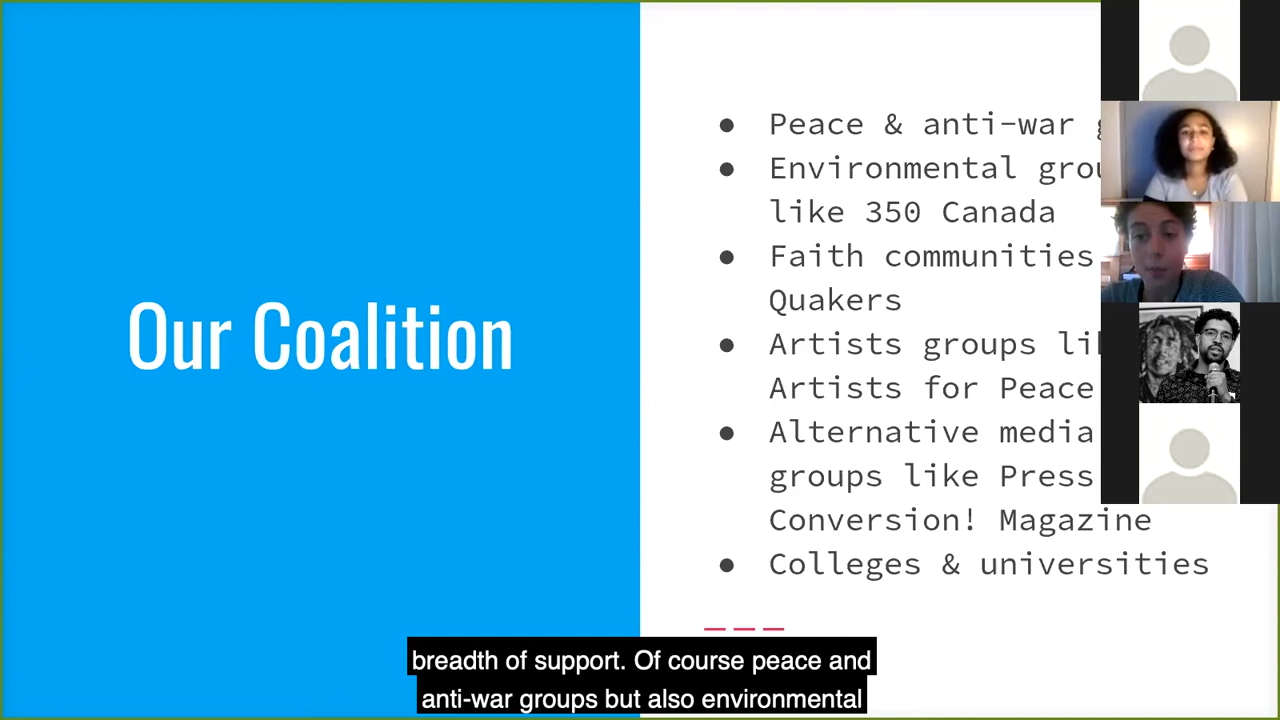 Our Coalition
● Peace & anti-war
● Environmental
like 350 Canada
● Faith communities
Quakers
● Artists groups
Artists for Peace
● Alternative media
groups like Press
Conversion! Magazine
● Colleges & universities
breadth of support. Of course peace and
anti-war groups but also environmental